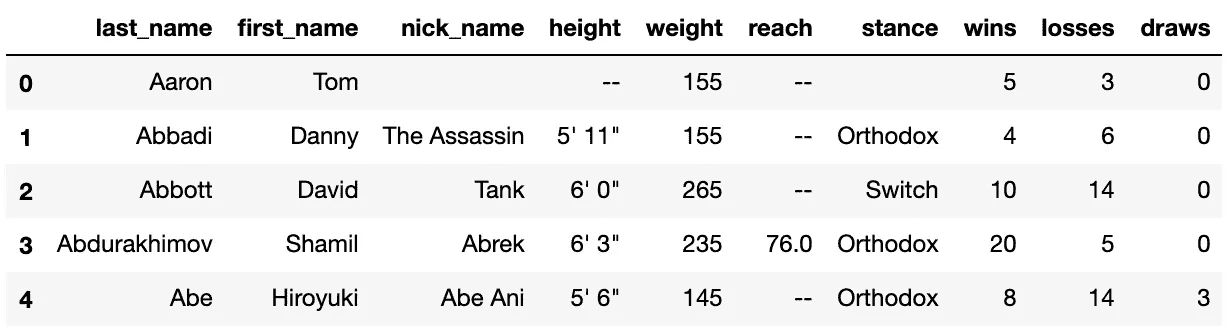 last_name first_name nick_name height weight reach stance wins losses draws
0 Aaron Tom -- 155 -- 5 3 0
1 Abbadi Danny The Assassin 5' 11" 155 -- Orthodox 4 6 0
2 Abbott David Tank 6' 0" 265 -- Switch 10 14 0
3 Abdurakhimov Shamil Abrek 6' 3" 235 76.0 Orthodox 20 5 0
4 Abe Hiroyuki Abe Ani 5' 6" 145 -- Orthodox 8 14 3